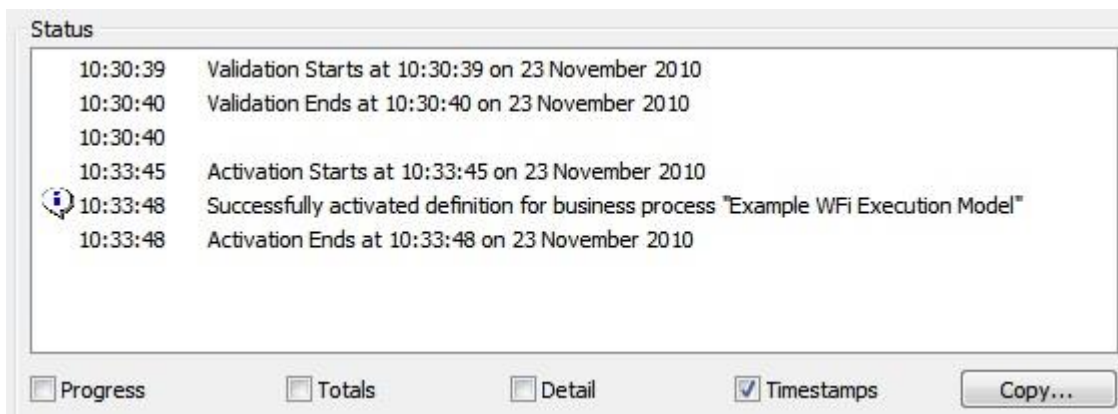 Status
10:30:39 Validation Starts at 10:30:39 on 23 November 2010
10:30:40 Validation Ends at 10:30:40 on 23 November 2010
10:30:40
10:33:45 Activation Starts at 10:33:45 on 23 November 2010
10:33:48 Successfully activated definition for business process "Example WFi Execution Model"
10:33:48 Activation Ends at 10:33:48 on 23 November 2010
Progress Totals Detail Timestamps Copy...